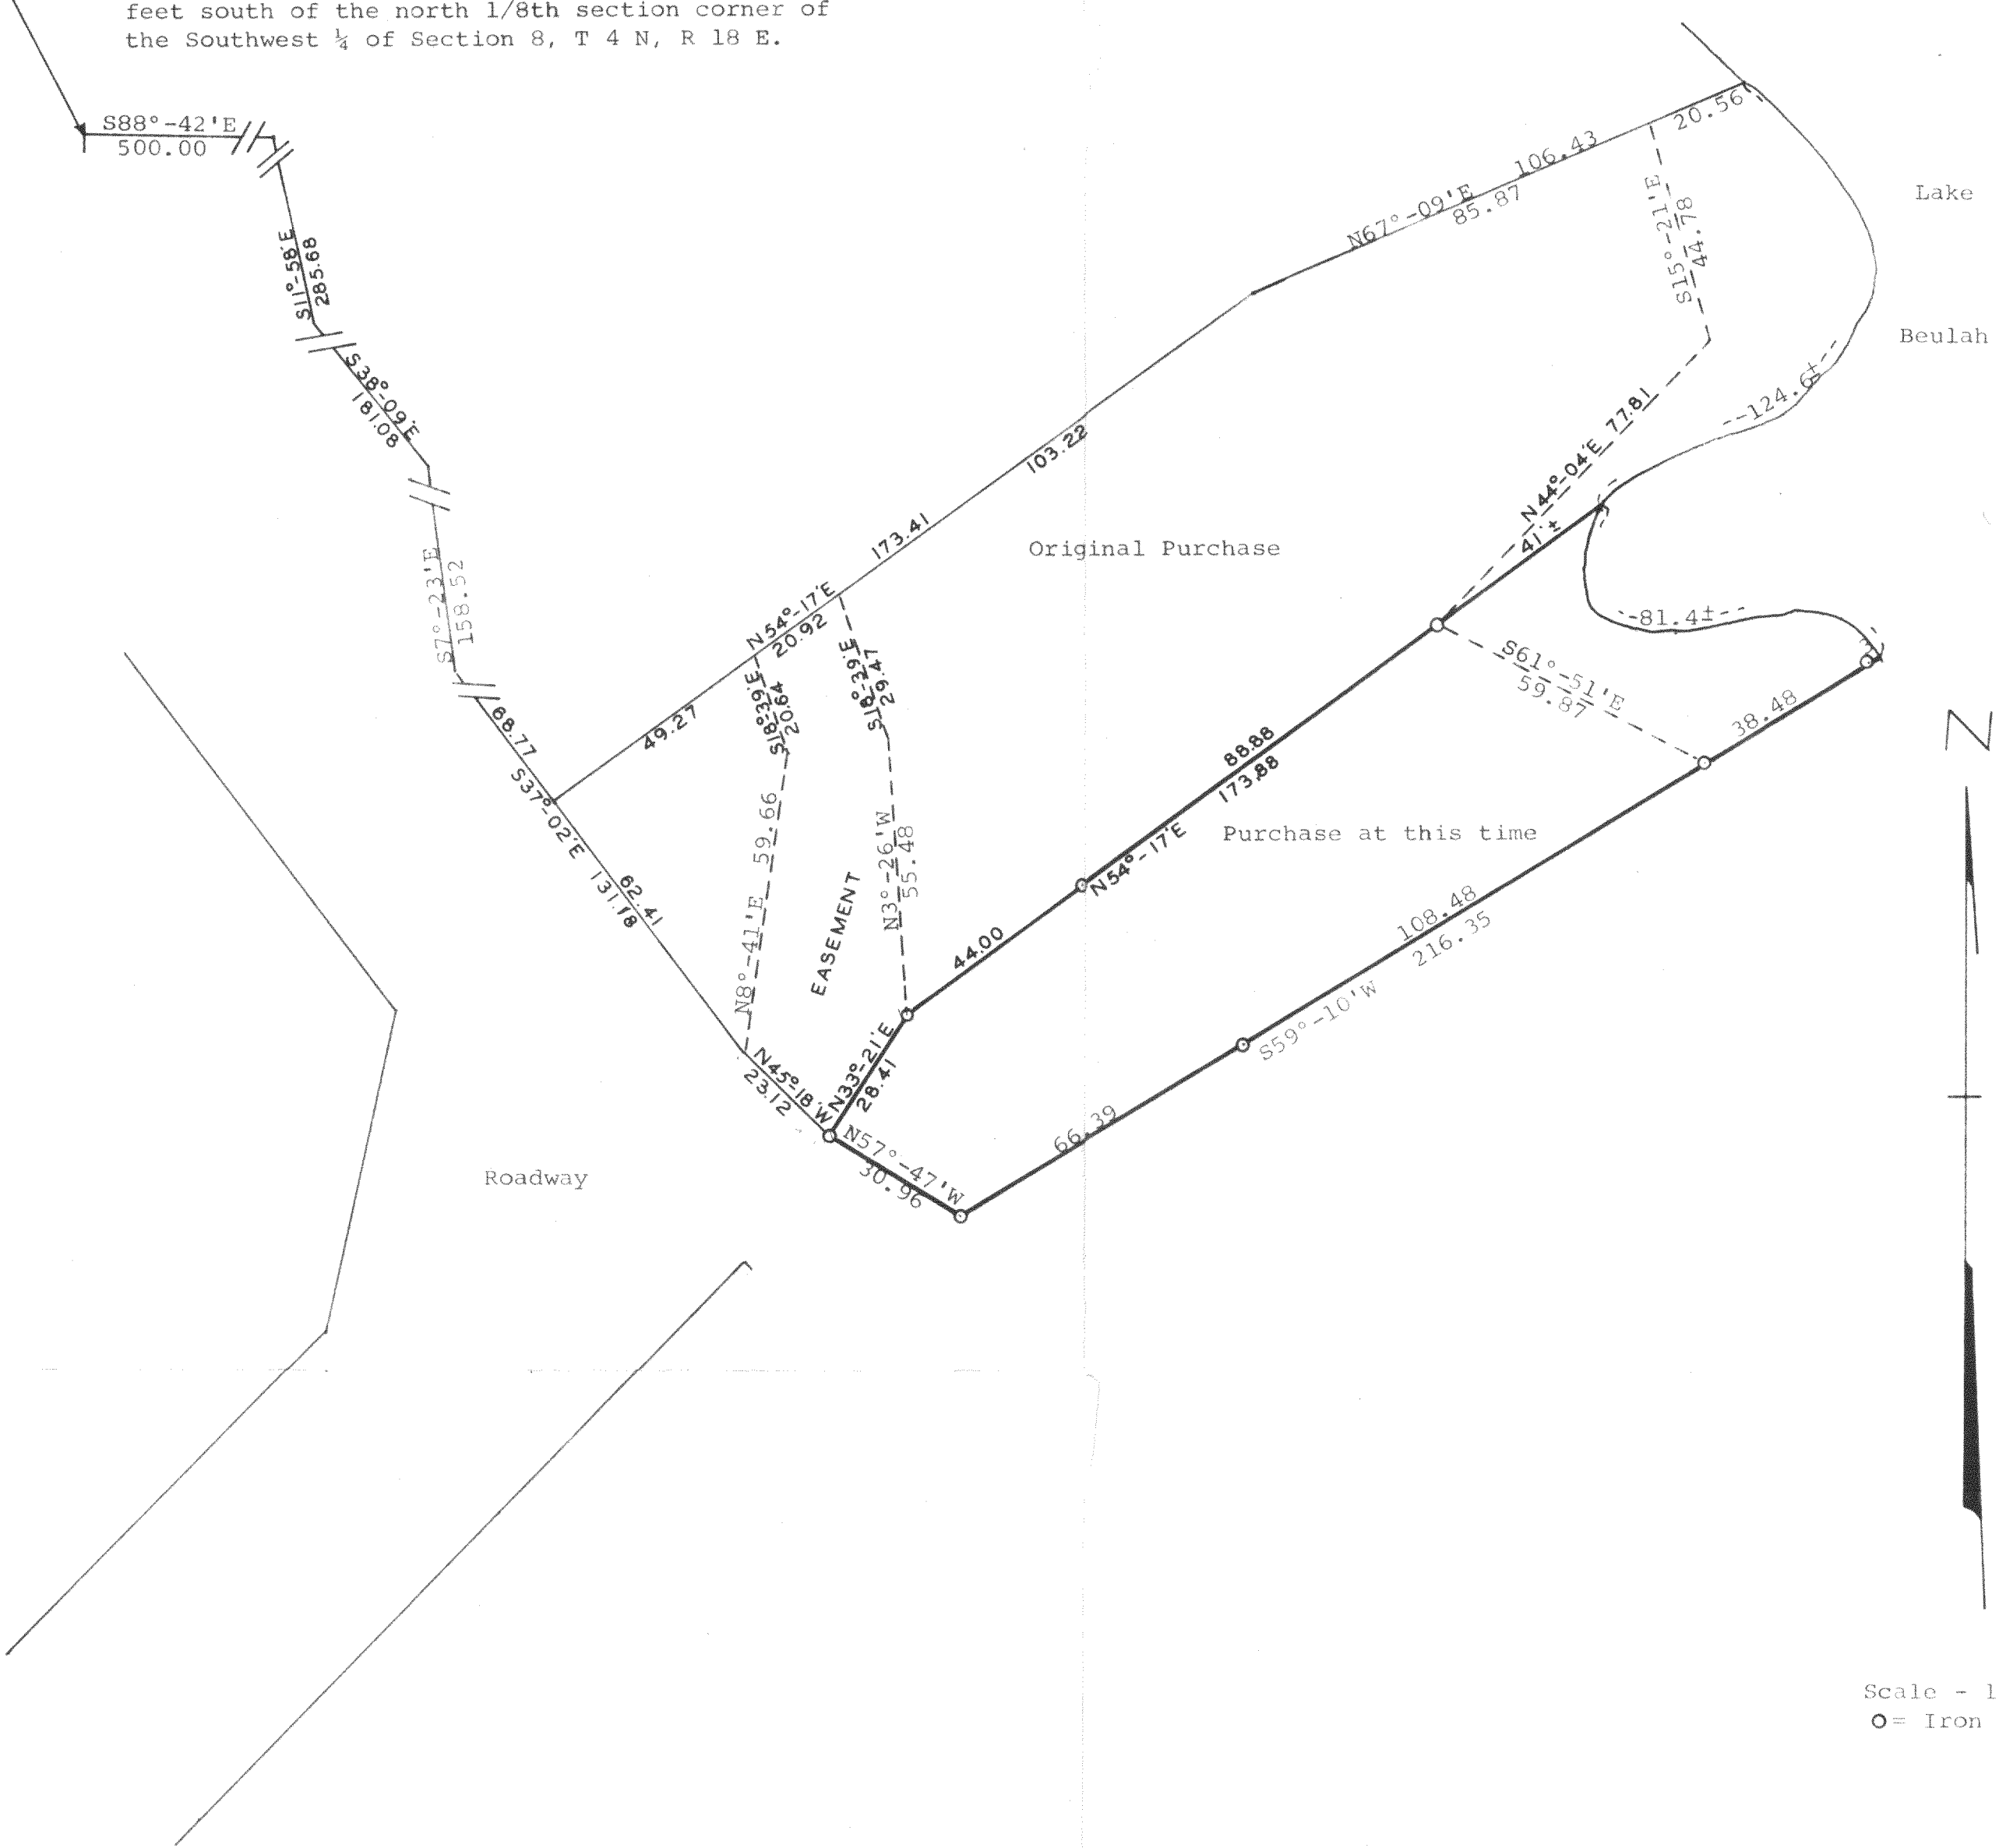 feet south of the north 1/8th section corner of
the Southwest ¼ of Section 8, T 4 N, R 18 E.
S88°-42'E
500.00
S11°-58'E
285.68
S38°-09'E
181.08
S7°-23'E
158.52
68.77
S37°-02'E 131.18
62.41
N67°-09'E
106.43
85.87
20.56
S15°-21'E
44.78
Lake
Beulah
--124.6±--
N44°-04'E 77.81
41'±
103.22
173.41
N54°-17'E
20.92
49.27
Original Purchase
S18°-39'E
20.64
S18°-39'E
29.47
--81.4±--
S61°-51'E
59.87
38.48
3'
N
N8°-41'E 59.66
EASEMENT
N3°-26'W
55.48
88.88
173.88
N54°-17'E
Purchase at this time
44.00
108.48
216.35
S59°-10'W
66.39
N33°-21'E
28.41
N45°-18'W
23.12
N57°-47'W
30.96
Roadway
Scale - 1
O= Iron